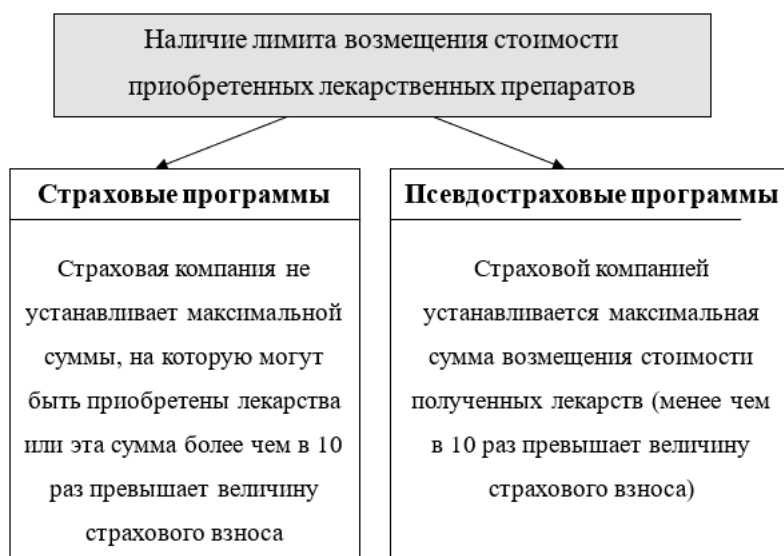 Наличие лимита возмещения стоимости
приобретенных лекарственных препаратов
Страховые программы
Страховая компания не
устанавливает максимальной
суммы, на которую могут
быть приобретены лекарства
или эта сумма более чем в 10
раз превышает величину
страхового взноса
Псевдостраховые программы
Страховой компанией
устанавливается максимальная
сумма возмещения стоимости
полученных лекарств (менее чем
в 10 раз превышает величину
страхового взноса)